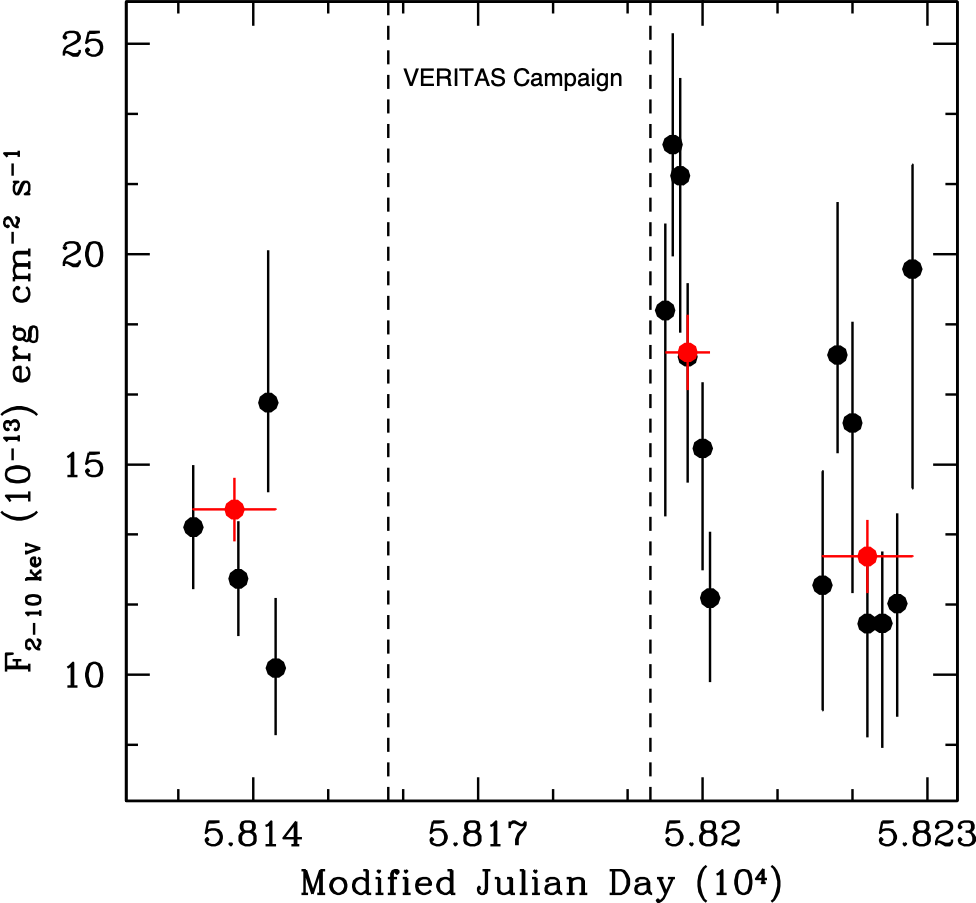 25
VERITAS Campaign
20
15
10
F2−10 keV (10−13) erg cm−2 s−1
5.814 5.817 5.82 5.823
Modified Julian Day (10⁴)